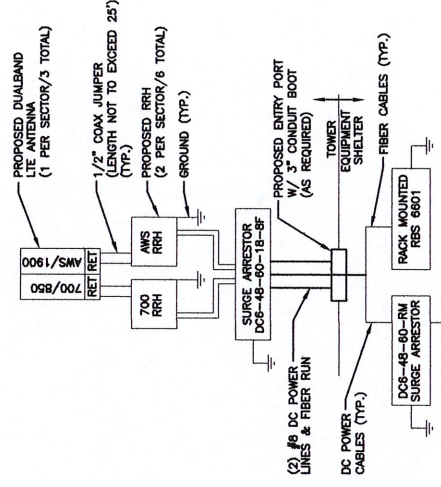 PROPOSED DUALBAND
LTE ANTENNA
(1 PER SECTOR/3 TOTAL)
700/850
AWS/1900
RET
RET
1/2" COAX JUMPER
(LENGTH NOT TO EXCEED 25')
(TYP.)
700
RRH
AWS
RRH
PROPOSED RRH
(2 PER SECTOR/6 TOTAL)
GROUND (TYP.)
SURGE ARRESTOR
DC6-48-60-18-8F
(2) #8 DC POWER
LINES & FIBER RUN
PROPOSED ENTRY PORT
W/ 3" CONDUIT BOOT
(AS REQUIRED)
TOWER
EQUIPMENT
SHELTER
DC POWER
CABLES (TYP.)
FIBER CABLES (TYP.)
DC6-48-60-RM
SURGE ARRESTOR
RACK MOUNTED
RBS 6601